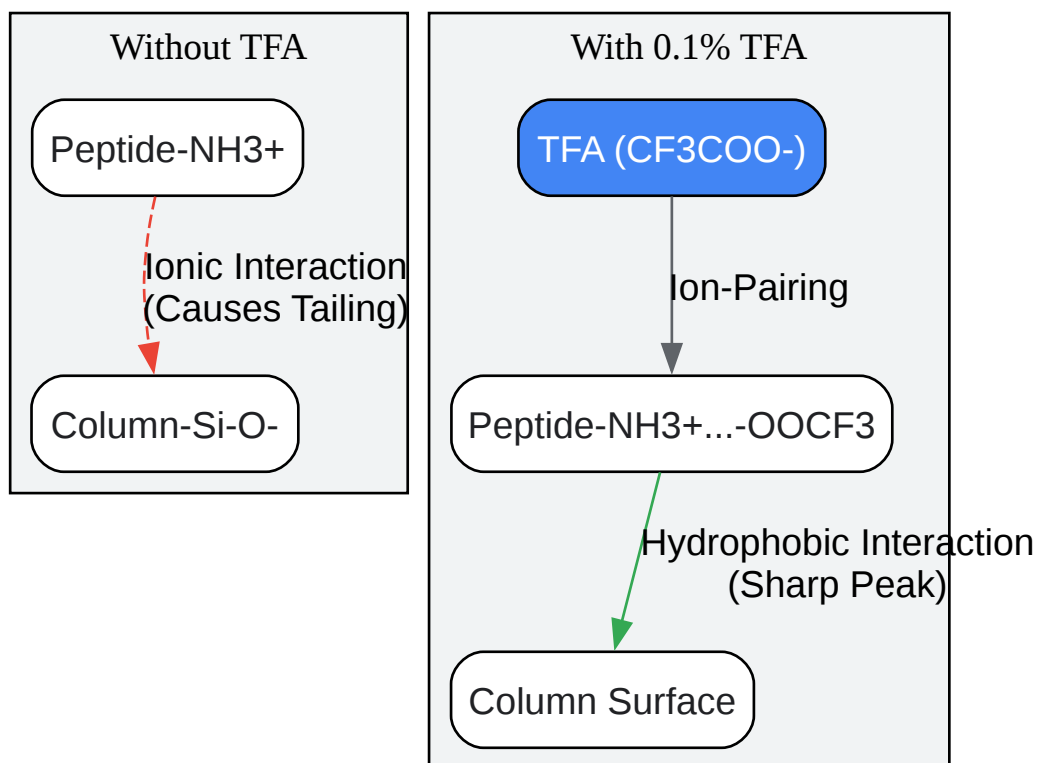 Without TFA
Peptide-NH3+
Ionic Interaction
(Causes Tailing)
Column-Si-O-
With 0.1% TFA
TFA (CF3COO-)
Ion-Pairing
Peptide-NH3+...-OOCF3
Hydrophobic Interaction
(Sharp Peak)
Column Surface